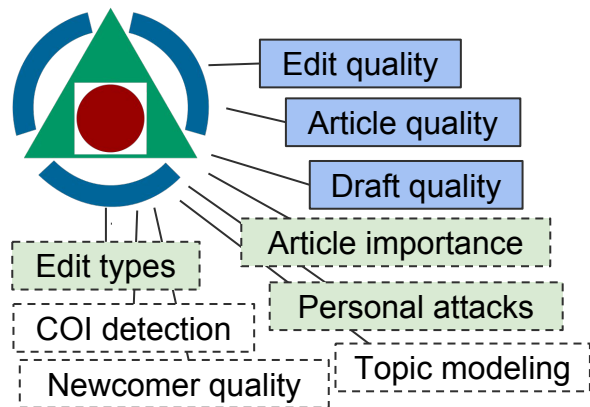 Edit quality
Article quality
Draft quality
Article importance
Edit types
Personal attacks
COI detection
Topic modeling
Newcomer quality